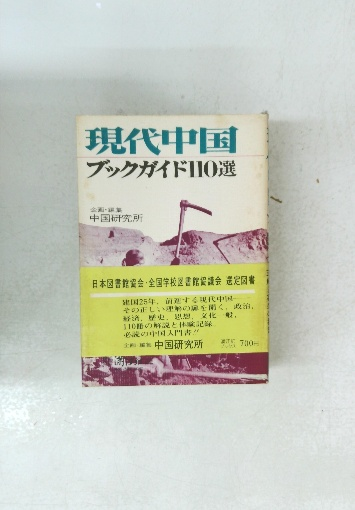 現代中国
ブックガイド110選
企画・編集
中国研究所
日本図書館協会・全国学校図書館協議会 選定図書
建国28年、前進する現代中国―
その正しい理解の扉を開く、政治、
経済、歴史、思想、文化一般、
110冊の解説と体験記録
必読の中国入門書!!
企画・編集 中国研究所
700円